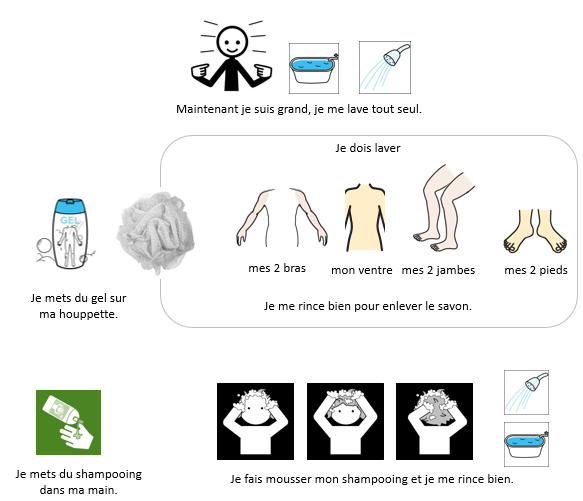 Maintenant je suis grand, je me lave tout seul.
Je dois laver
GEL
mes 2 bras
mon ventre
mes 2 jambes
mes 2 pieds
Je mets du gel sur
ma houppette.
Je me rince bien pour enlever le savon.
Je mets du shampooing
dans ma main.
Je fais mousser mon shampooing et je me rince bien.